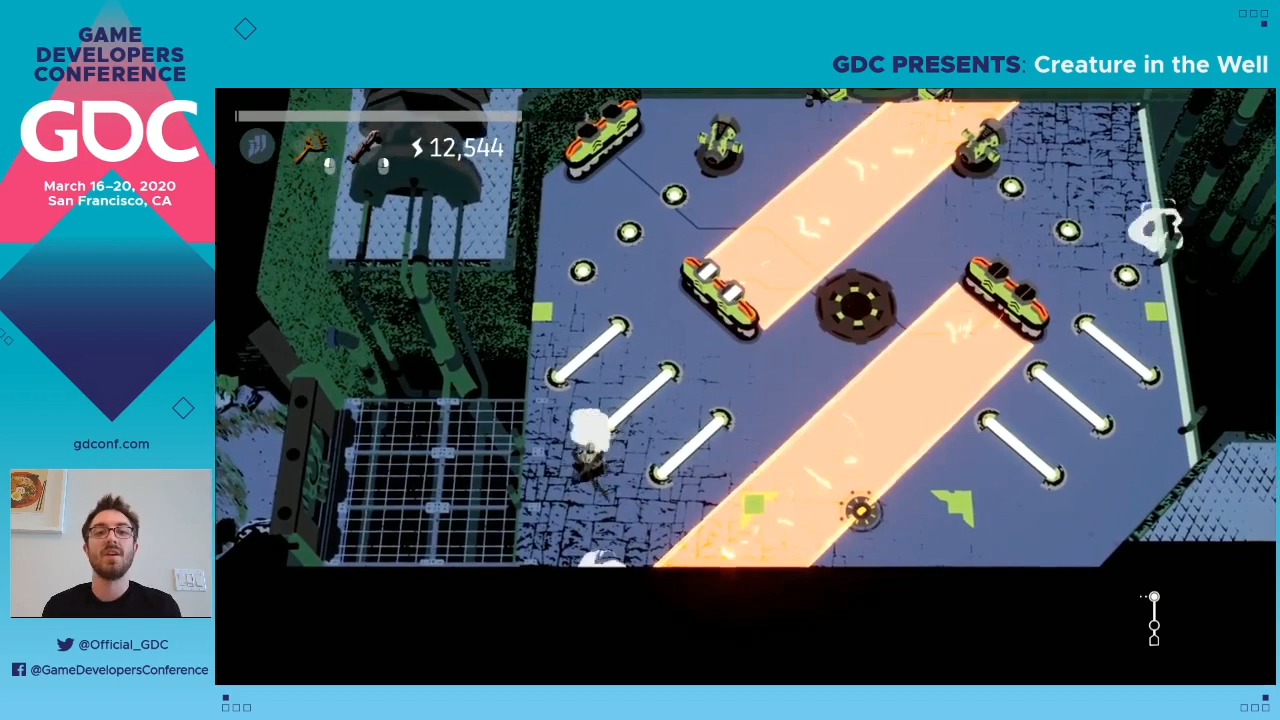 GAME
DEVELOPERS
CONFERENCE
GDC
March 16–20, 2020
San Francisco, CA
gdconf.com
@Official_GDC
@GameDevelopersConference
GDC PRESENTS: Creature in the Well
12,544